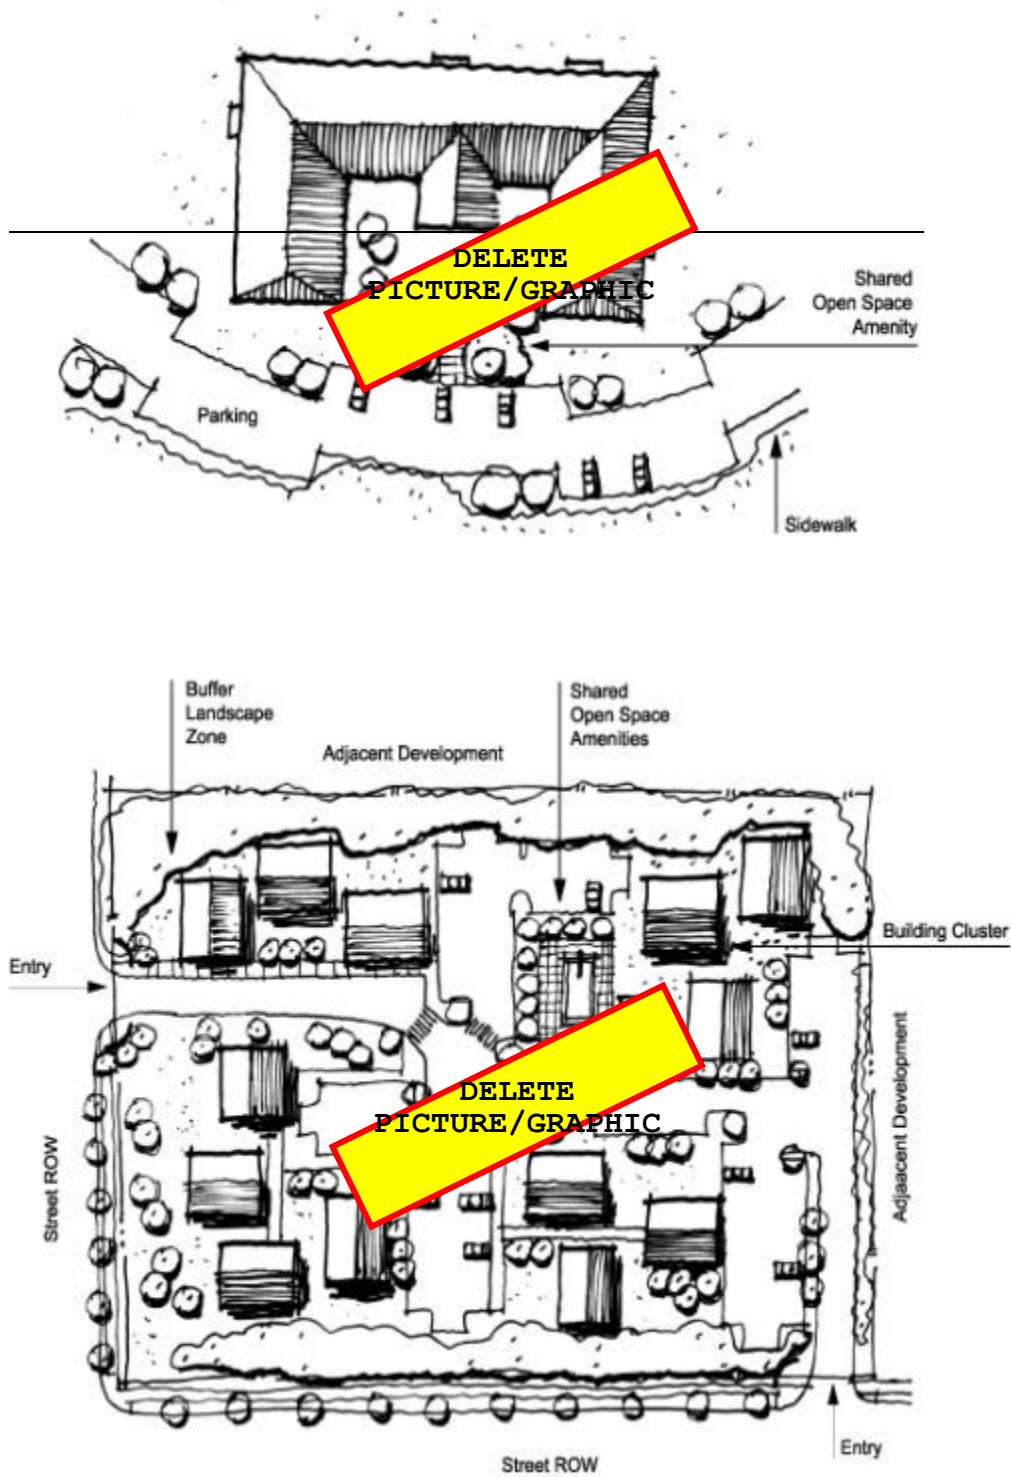 DELETE
PICTURE/GRAPHIC
Shared
Open Space
Amenity
Parking
Sidewalk
Buffer
Landscape
Zone
Shared
Open Space
Amenities
Adjacent Development
Building Cluster
Entry
DELETE
PICTURE/GRAPHIC
Adjaacent Development
Street ROW
Entry
Street ROW